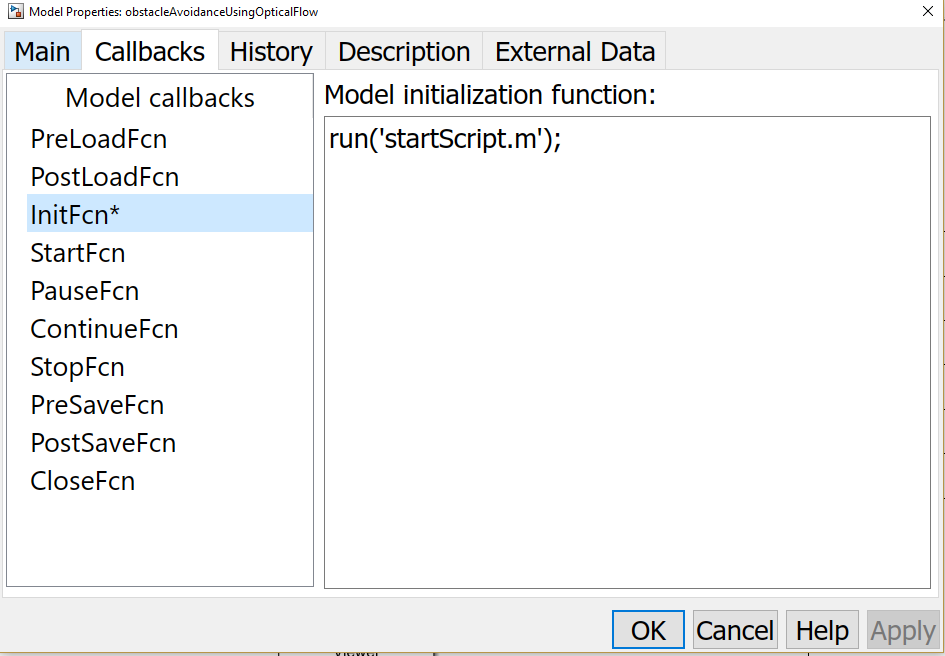 Model Properties: obstacleAvoidanceUsingOpticalFlow
Main Callbacks History Description External Data
Model callbacks
PreLoadFcn
PostLoadFcn
InitFcn*
StartFcn
PauseFcn
ContinueFcn
StopFcn
PreSaveFcn
PostSaveFcn
CloseFcn
Model initialization function:
run('startScript.m');
OK Cancel Help Apply